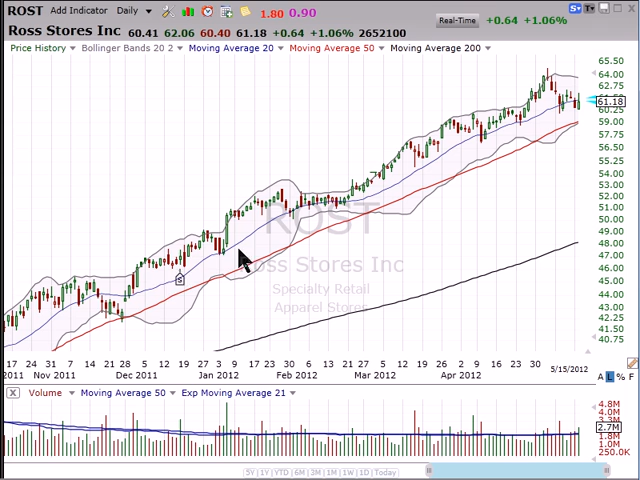 ROST Add Indicator Daily 1.80 0.90 Real-Time +0.64 +1.06%
Ross Stores Inc 60.41 62.06 60.40 61.18 +0.64 +1.06% 2652100
Price History Bollinger Bands 20 2 Moving Average 20 Moving Average 50 Moving Average 200
65.50
64.00
61.18
60.25
59.00
57.75
56.50
55.25
54.00
53.00
52.00
51.00
50.00
49.00
48.00
47.00
46.00
45.00
44.00
43.00
42.25
41.50
40.75
ROST
Ross Stores Inc
Specialty Retail
Apparel Stores
S
17 24 31 7 14 21 28 5 12 19 27 3 9 17 23 30 6 13 21 27 5 12 19 26 2 9 16 23 30 5/15/2012
2011 Nov 2011 Dec 2011 Jan 2012 Feb 2012 Mar 2012 Apr 2012
A L % F
X Volume Moving Average 50 Exp Moving Average 21
4.8M
4.0M
2.7M
1.8M
1.0M
250.0K
5Y 1Y YTD 6M 3M 1M 1W 1D Today